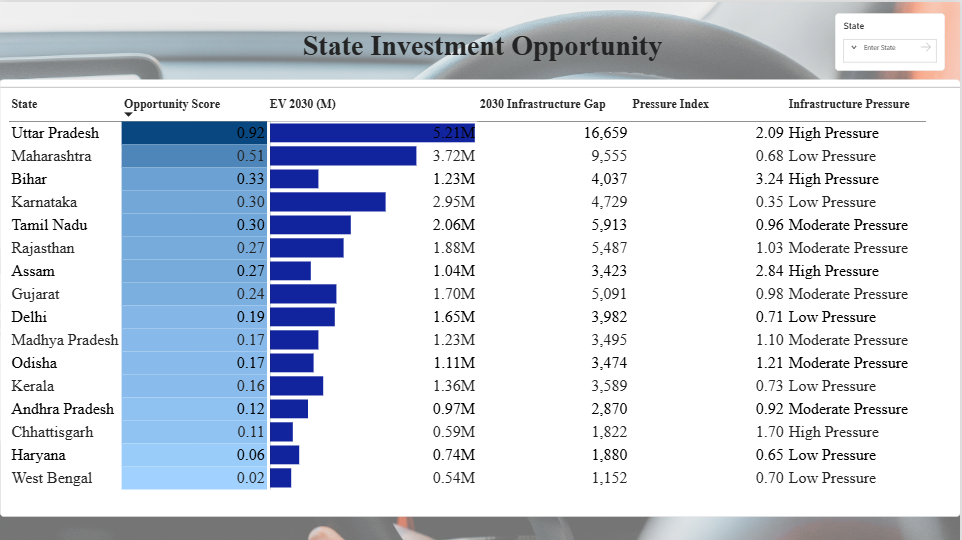 State
Enter State
State Investment Opportunity
State Opportunity Score EV 2030 (M) 2030 Infrastructure Gap Pressure Index Infrastructure Pressure
Uttar Pradesh 0.92 5.21M 16,659 2.09 High Pressure
Maharashtra 0.51 3.72M 9,555 0.68 Low Pressure
Bihar 0.33 1.23M 4,037 3.24 High Pressure
Karnataka 0.30 2.95M 4,729 0.35 Low Pressure
Tamil Nadu 0.30 2.06M 5,913 0.96 Moderate Pressure
Rajasthan 0.27 1.88M 5,487 1.03 Moderate Pressure
Assam 0.27 1.04M 3,423 2.84 High Pressure
Gujarat 0.24 1.70M 5,091 0.98 Moderate Pressure
Delhi 0.19 1.65M 3,982 0.71 Low Pressure
Madhya Pradesh 0.17 1.23M 3,495 1.10 Moderate Pressure
Odisha 0.17 1.11M 3,474 1.21 Moderate Pressure
Kerala 0.16 1.36M 3,589 0.73 Low Pressure
Andhra Pradesh 0.12 0.97M 2,870 0.92 Moderate Pressure
Chhattisgarh 0.11 0.59M 1,822 1.70 High Pressure
Haryana 0.06 0.74M 1,880 0.65 Low Pressure
West Bengal 0.02 0.54M 1,152 0.70 Low Pressure